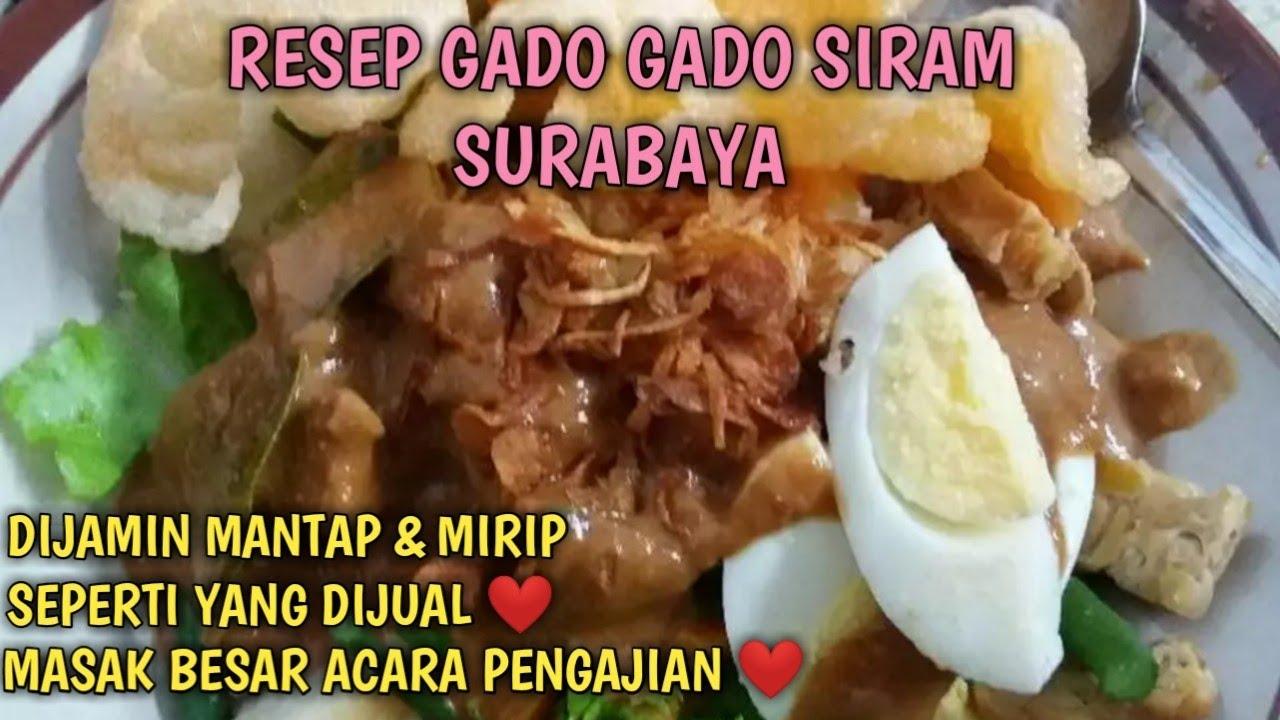 RESEP GADO GADO SIRAM
SURABAYA
DIJAMIN MANTAP & MIRIP
SEPERTI YANG DIJUAL ❤️
MASAK BESAR ACARA PENGAJIAN ❤️